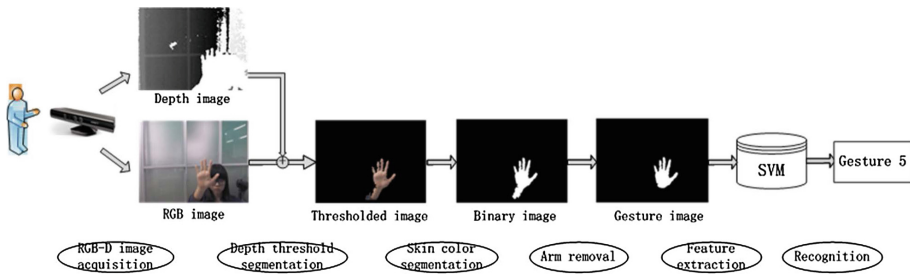 Depth image
RGB image
Thresholded image
Binary image
Gesture image
SVM
Gesture 5
RGB-D image
acquisition
Depth threshold
segmentation
Skin color
segmentation
Arm removal
Feature
extraction
Recognition